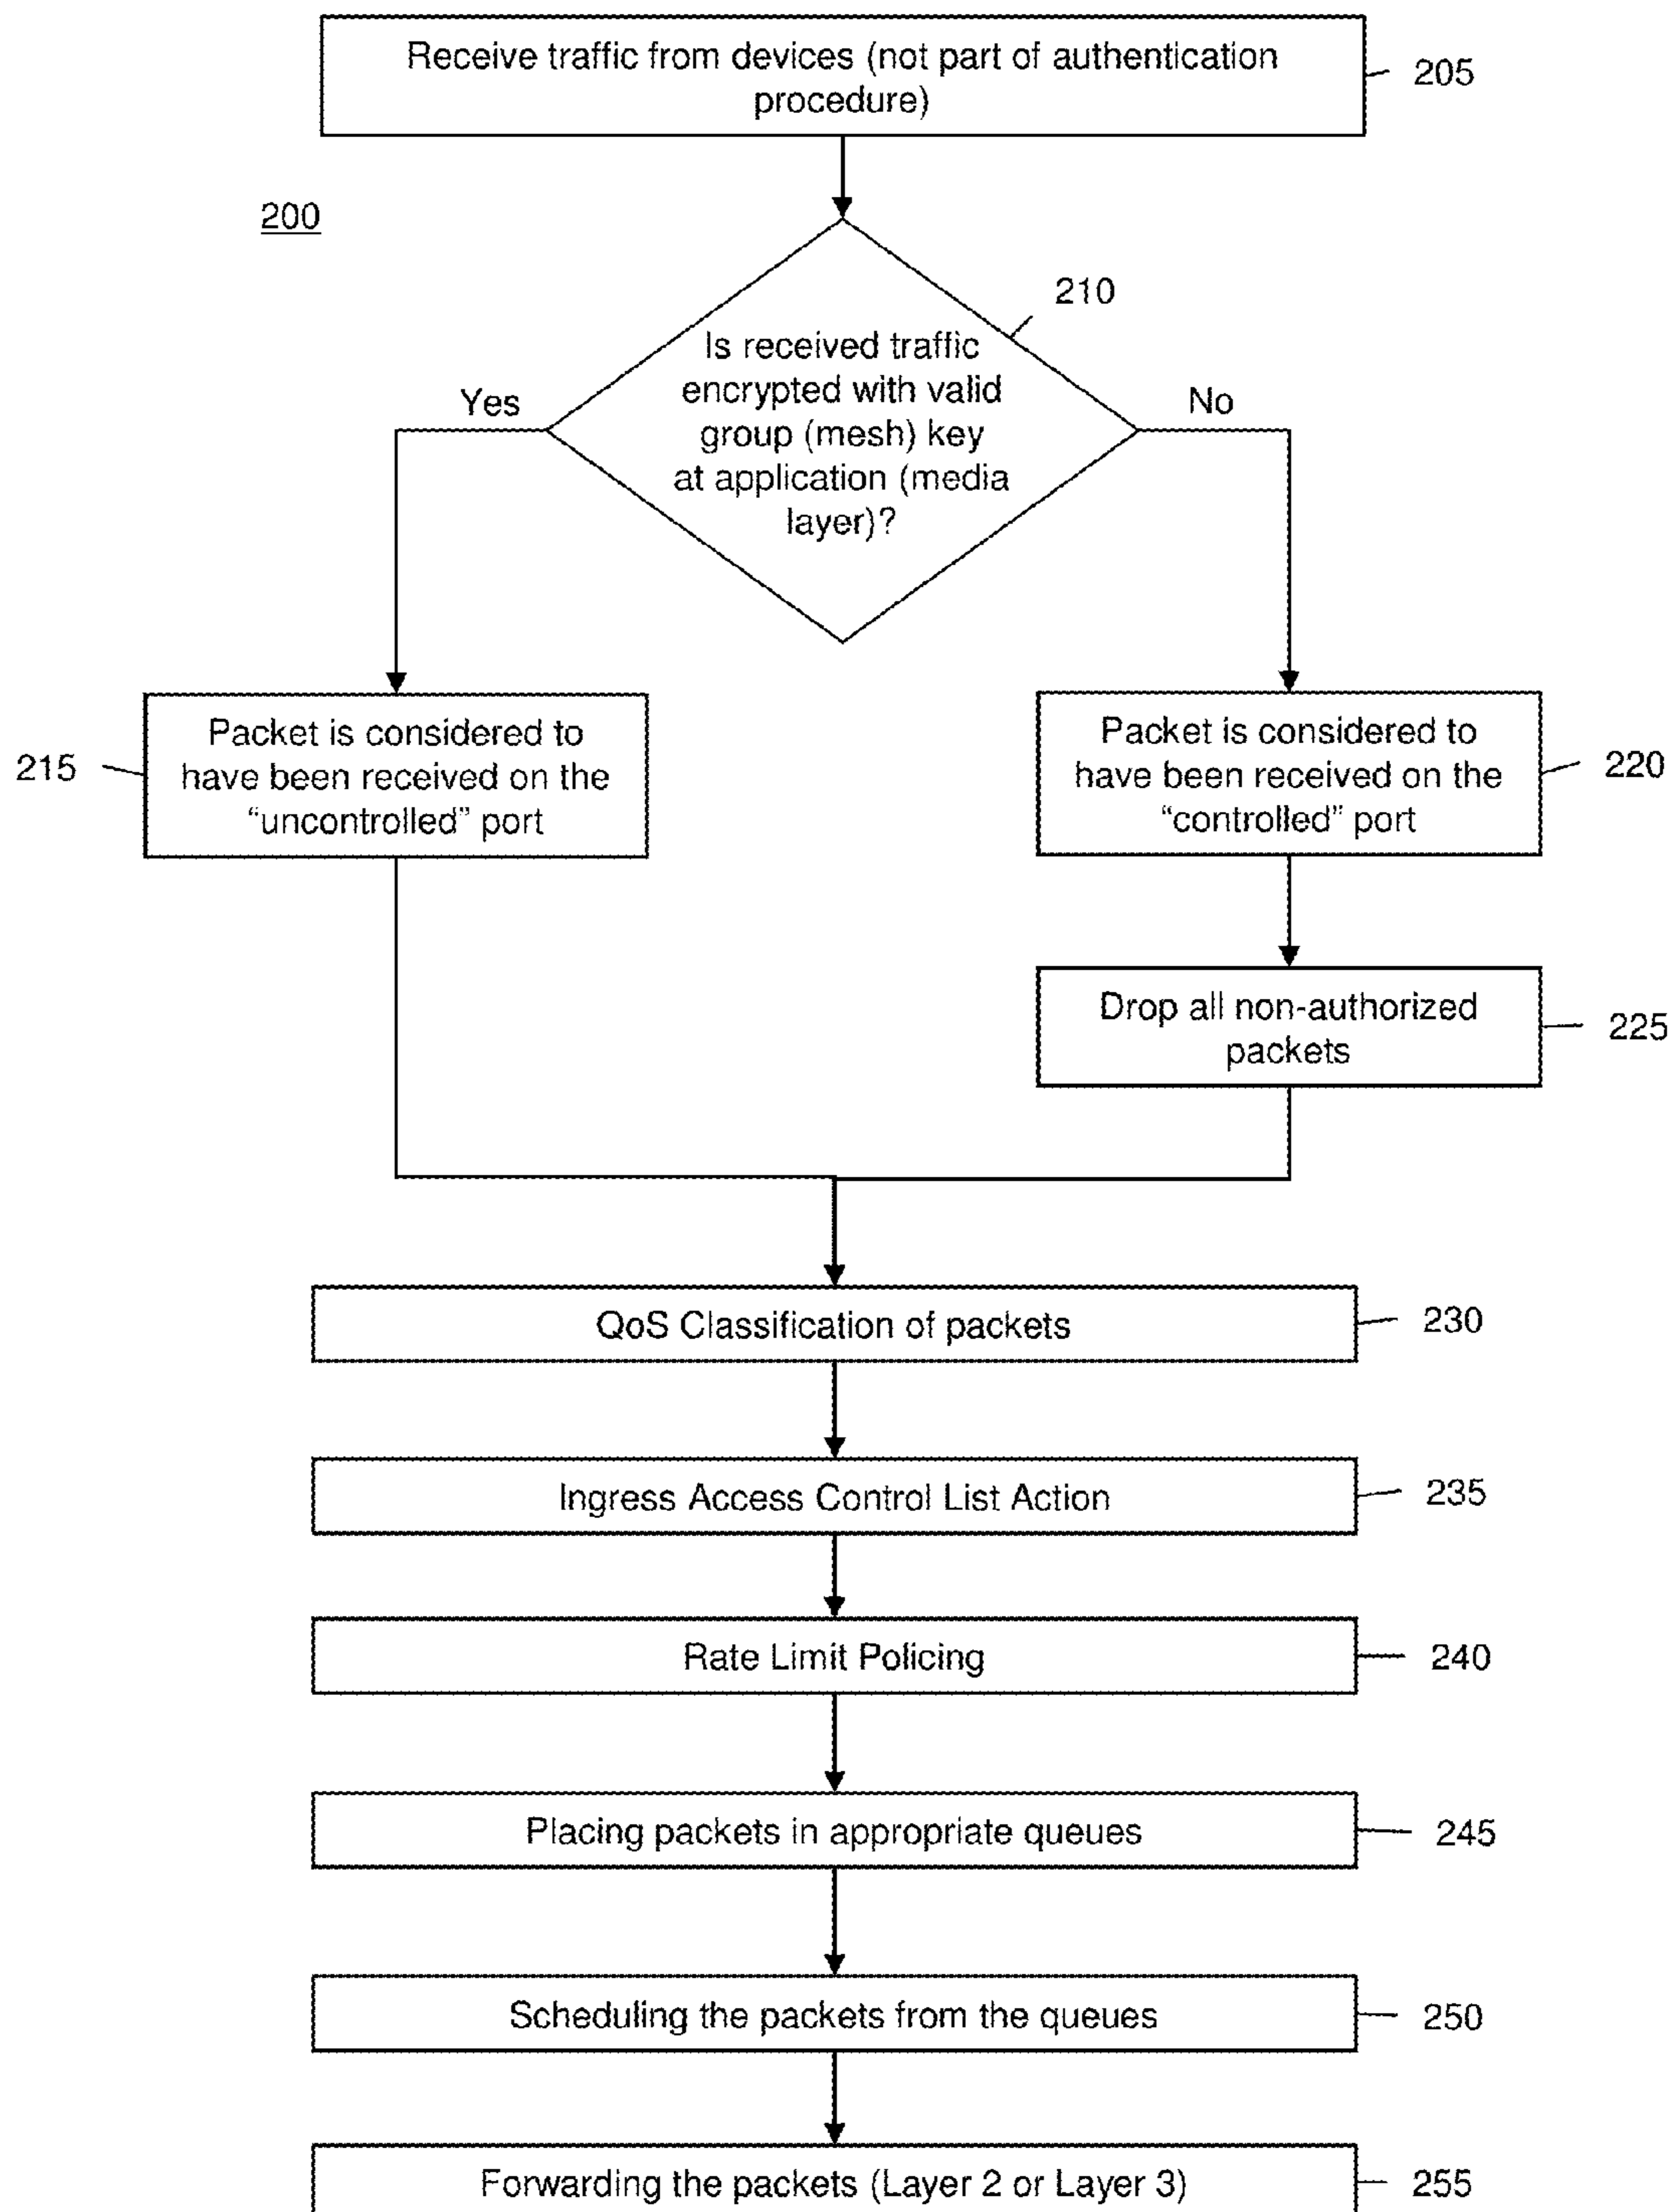 Receive traffic from devices (not part of authentication
procedure)
205
200
210
Is received traffic
encrypted with valid
group (mesh) key
at application (media
layer)?
Yes
No
Packet is considered to
have been received on the
“uncontrolled” port
215
Packet is considered to
have been received on the
“controlled” port
220
Drop all non-authorized
packets
225
QoS Classification of packets
230
Ingress Access Control List Action
235
Rate Limit Policing
240
Placing packets in appropriate queues
245
Scheduling the packets from the queues
250
Forwarding the packets (Layer 2 or Layer 3)
255